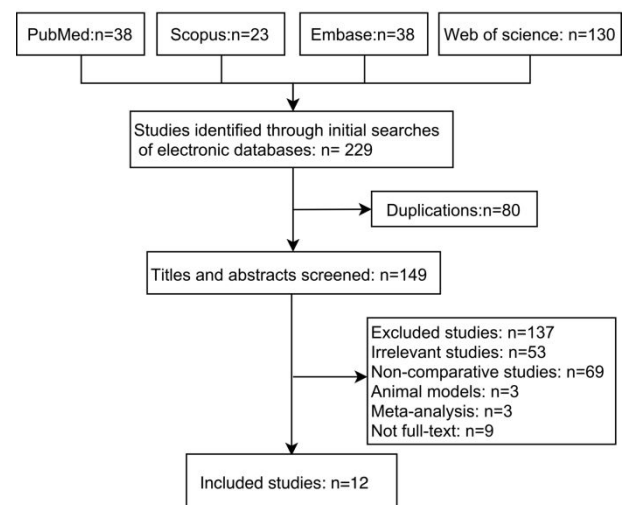 PubMed:n=38
Scopus:n=23
Embase:n=38
Web of science: n=130
Studies identified through initial searches
of electronic databases: n= 229
Duplications:n=80
Titles and abstracts screened: n=149
Excluded studies: n=137
Irrelevant studies: n=53
Non-comparative studies: n=69
Animal models: n=3
Meta-analysis: n=3
Not full-text: n=9
Included studies: n=12